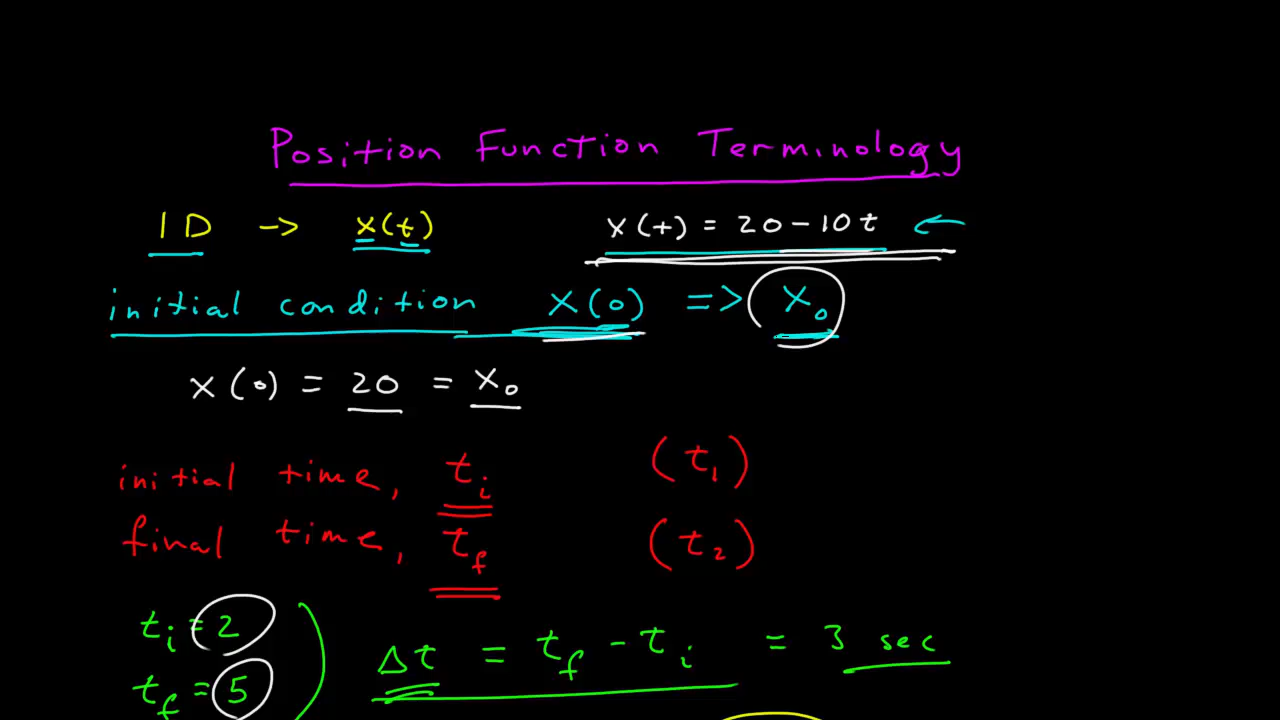 Position Function Terminology
1D -> x(t) x(t) = 20 - 10t ←
initial condition x(0) => x₀
x(0) = 20 = x₀
initial time, tᵢ (t₁)
final time, t_f (t₂)
tᵢ = 2
Δt = t_f - tᵢ = 3 sec
t_f = 5